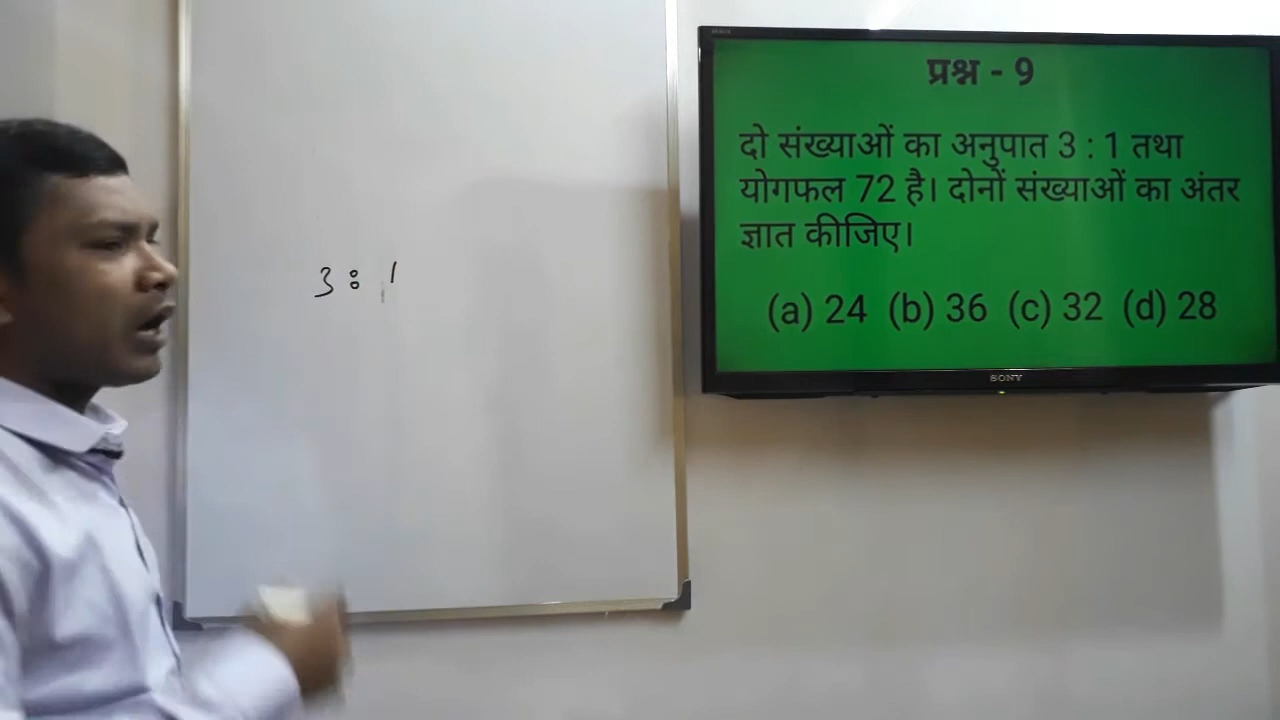 3 : 1
प्रश्न - 9
दो संख्याओं का अनुपात 3 : 1 तथा
योगफल 72 है। दोनों संख्याओं का अंतर
ज्ञात कीजिए।
(a) 24 (b) 36 (c) 32 (d) 28
SONY